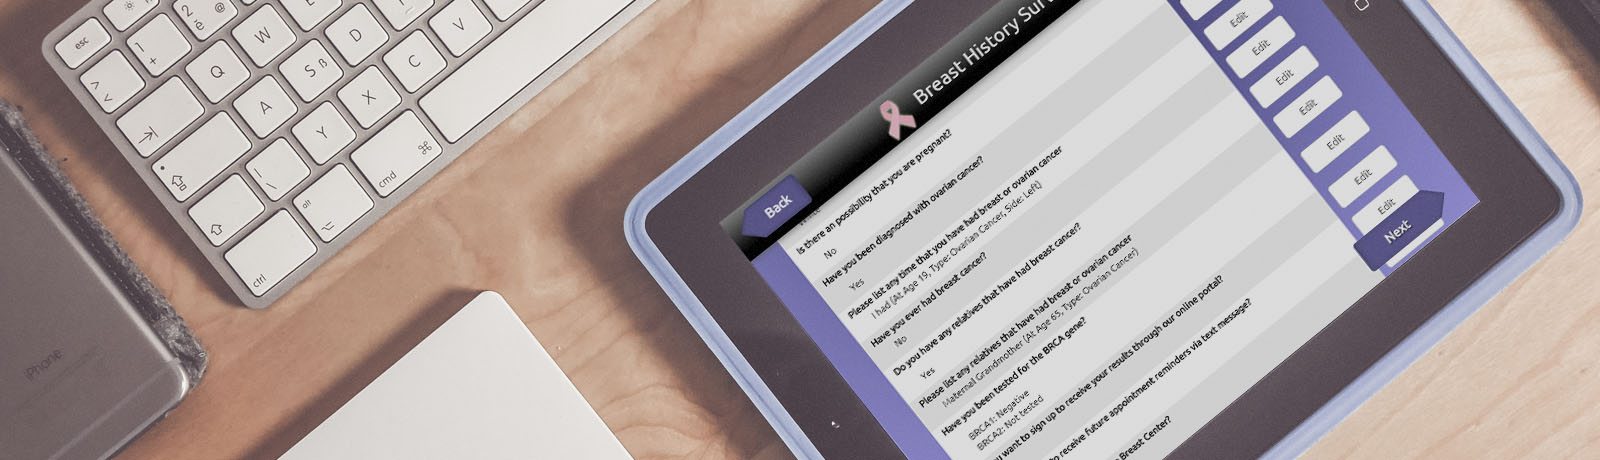 esc
1
+
2
é
@
>
<
Q
W
E
A
S ß
D
Y
X
C
V
|
\
alt
cmd
⌘
ctrl
iPhone
Breast History Sur
Back
Is there an possibility that you are pregnant?
No
Have you been diagnosed with ovarian cancer?
Yes
Please list any time that you have had breast or ovarian cancer
I had (At Age 19, Type: Ovarian Cancer, Side: Left)
Have you ever had breast cancer?
No
Do you have any relatives that have had breast cancer?
Yes
Please list any relatives that have had breast or ovarian cancer
Maternal Grandmother (At Age 65, Type: Ovarian Cancer)
Have you been tested for the BRCA gene?
BRCA1: Negative
BRCA2: Not tested
u want to sign up to receive your results through our online portal?
to receive future appointment reminders via text message?
Breast Center?
Edit
Edit
Edit
Edit
Edit
Edit
Edit
Next